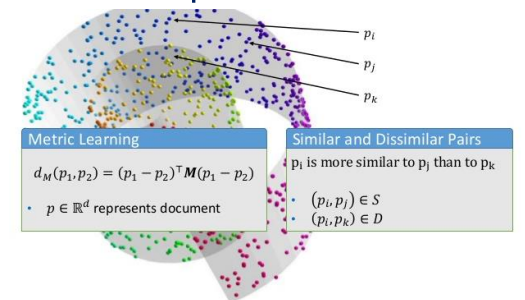 p_i
p_j
p_k
Metric Learning
d_M(p_1, p_2) = (p_1 − p_2)^⊤ M(p_1 − p_2)
• p ∈ ℝ^d represents document
Similar and Dissimilar Pairs
p_i is more similar to p_j than to p_k
• (p_i, p_j) ∈ S
• (p_i, p_k) ∈ D